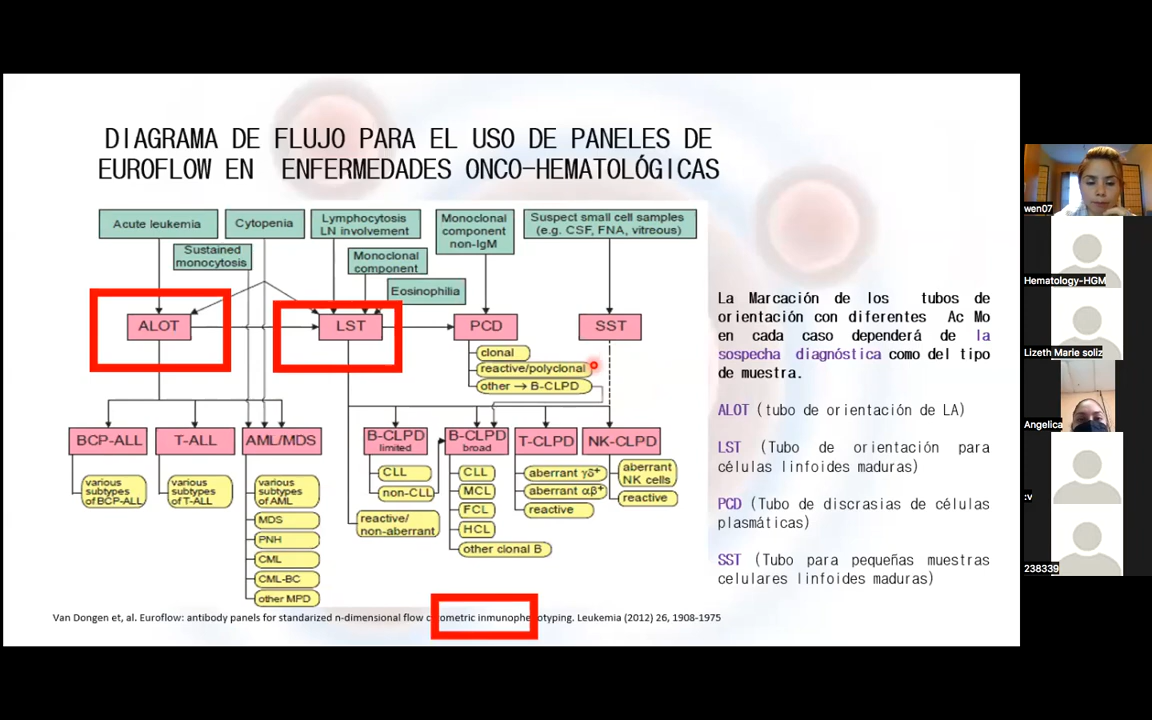 DIAGRAMA DE FLUJO PARA EL USO DE PANELES DE
EUROFLOW EN ENFERMEDADES ONCO-HEMATOLÓGICAS
Acute leukemia
Cytopenia
Lymphocytosis
LN involvement
Monoclonal
component
non-IgM
Suspect small cell samples
(e.g. CSF, FNA, vitreous)
Sustained
monocytosis
Monoclonal
component
Eosinophilia
ALOT
LST
PCD
SST
clonal
reactive/polyclonal
other → B-CLPD
BCP-ALL
T-ALL
AML/MDS
B-CLPD
limited
B-CLPD
broad
T-CLPD
NK-CLPD
various
subtypes
of BCP-ALL
various
subtypes
of T-ALL
various
subtypes
of AML
MDS
PNH
CML
CML-BC
other MPD
CLL
non-CLL
reactive/
non-aberrant
CLL
MCL
FCL
HCL
other clonal B
aberrant γδ+
aberrant αβ+
reactive
aberrant
NK cells
reactive
La Marcación de los tubos de
orientación con diferentes Ac Mo
en cada caso dependerá de la
sospecha diagnóstica como del tipo
de muestra.
ALOT (tubo de orientación de LA)
LST (Tubo de orientación para
células linfoides maduras)
PCD (Tubo de discrasias de células
plasmáticas)
SST (Tubo para pequeñas muestras
celulares linfoides maduras)
Van Dongen et, al. Euroflow: antibody panels for standarized n-dimensional flow cytometric inmunophenotyping. Leukemia (2012) 26, 1908-1975
wen07
Hematology-HGM
Lizeth Marie soliz
Angelica
:v
238339